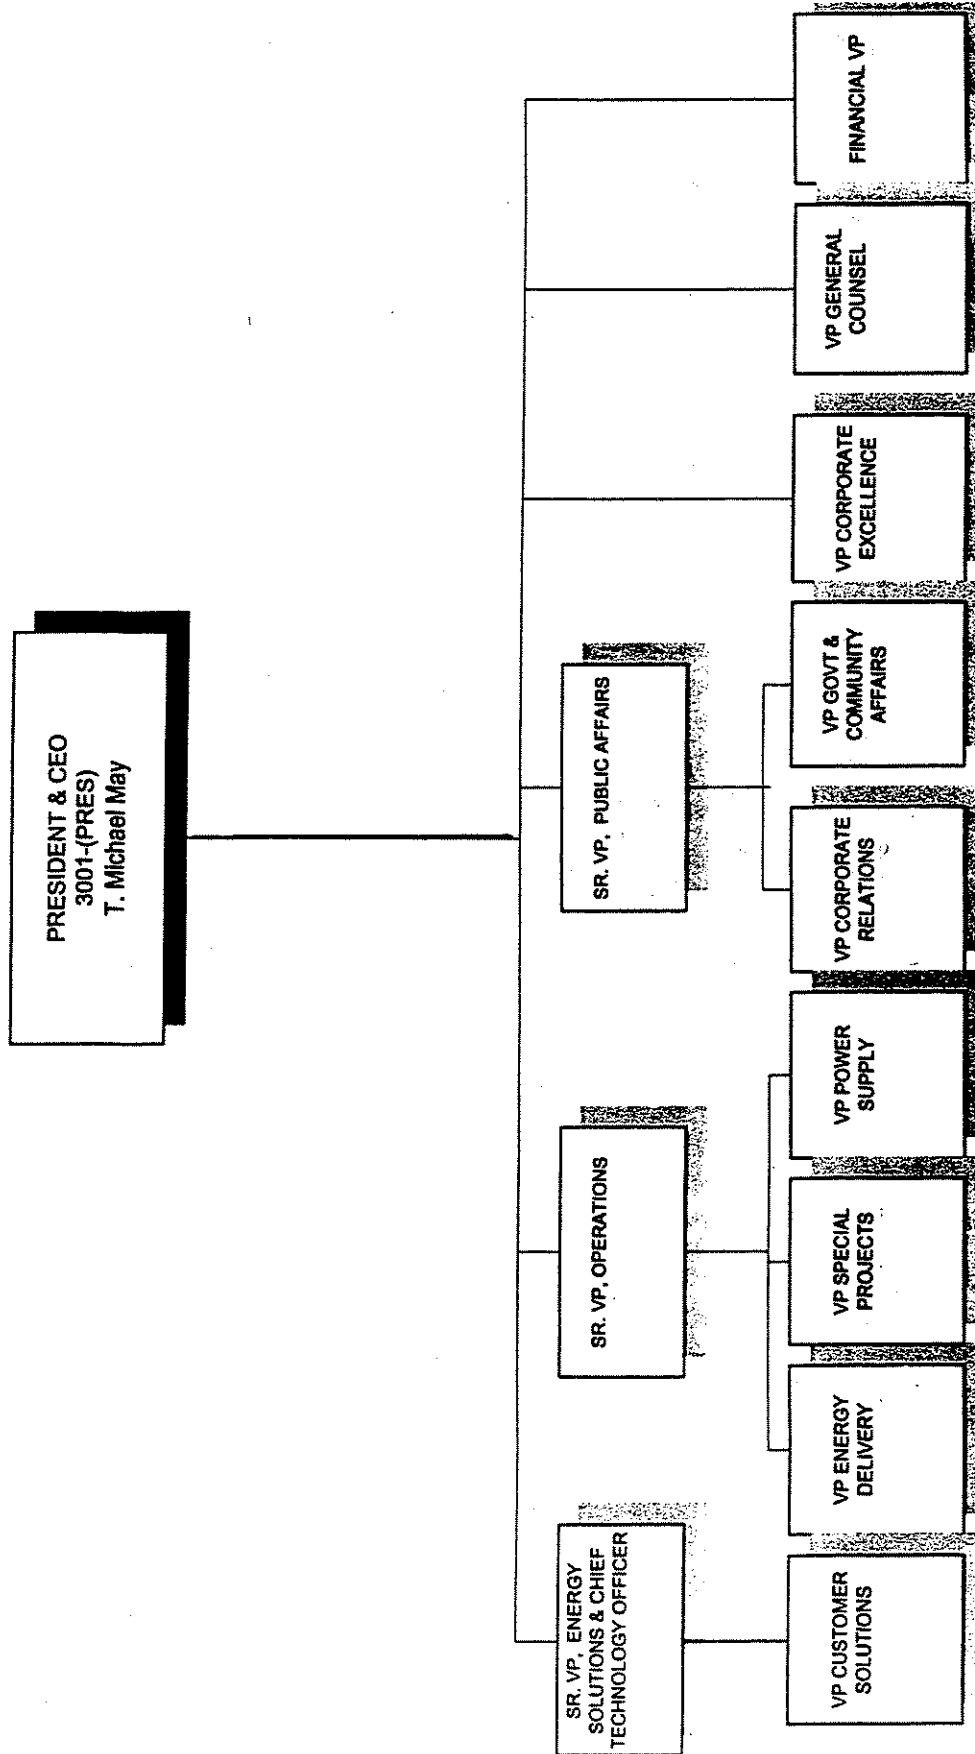 PRESIDENT & CEO
3001-(PRES)
T. Michael May
SR. VP, ENERGY
SOLUTIONS & CHIEF
TECHNOLOGY OFFICER
SR. VP, OPERATIONS
SR. VP, PUBLIC AFFAIRS
VP CUSTOMER
SOLUTIONS
VP ENERGY
DELIVERY
VP SPECIAL
PROJECTS
VP POWER
SUPPLY
VP CORPORATE
RELATIONS
VP GOVT &
COMMUNITY
AFFAIRS
VP CORPORATE
EXCELLENCE
VP GENERAL
COUNSEL
FINANCIAL VP